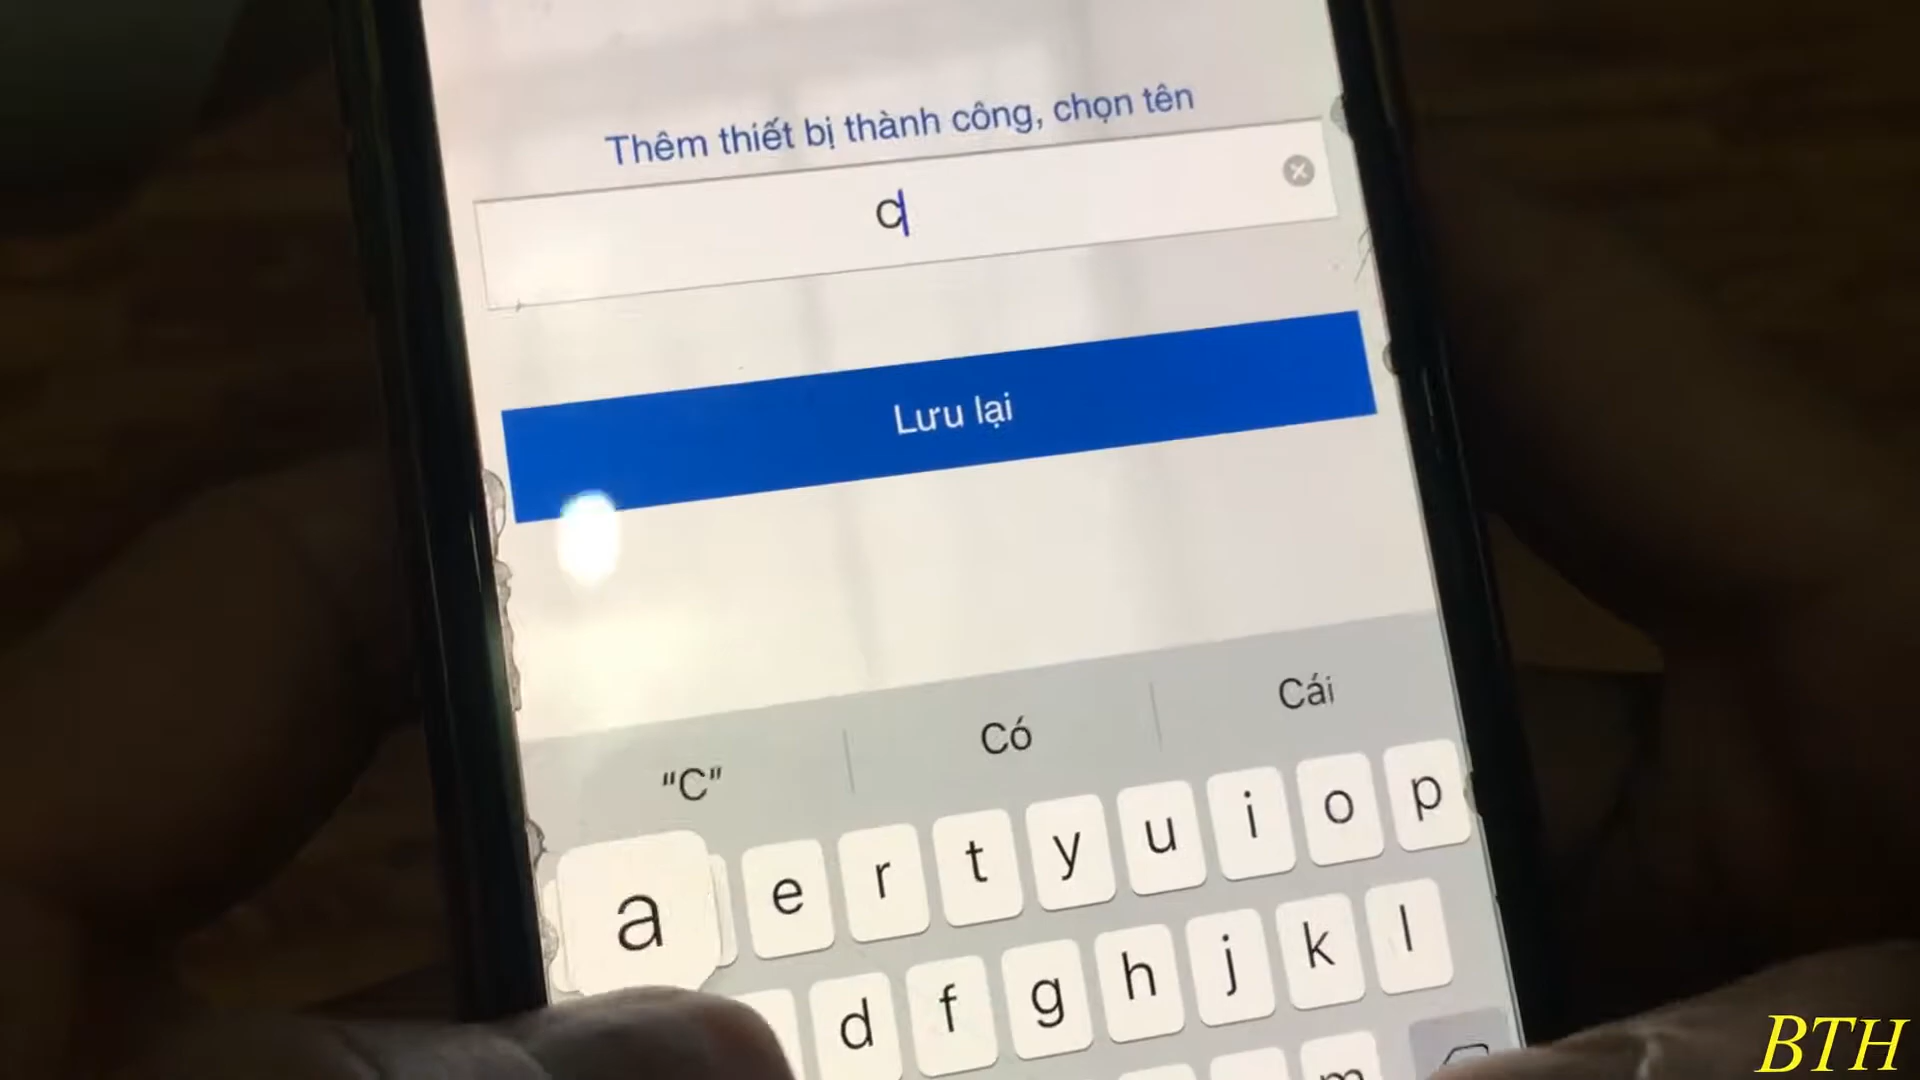 Thêm thiết bị thành công, chọn tên
C
Lưu lại
"C" Có Cái
a e r t y u i o p
d f g h j k l
m
BTH